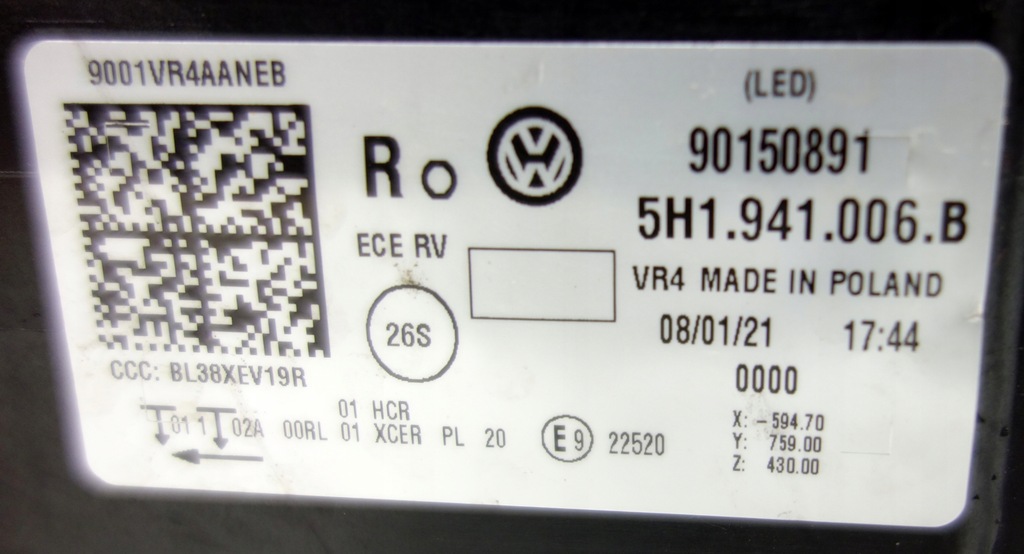 9001VR4AANEB
(LED)
90150891
R
5H1.941.006.B
ECE RV
VR4 MADE IN POLAND
26S
08/01/21 17:44
0000
CCC: BL38XEV19R
01 HCR
01 1 02A 00RL 01 XCER PL 20
E9 22520
X: -594.70
Y: 759.00
Z: 430.00